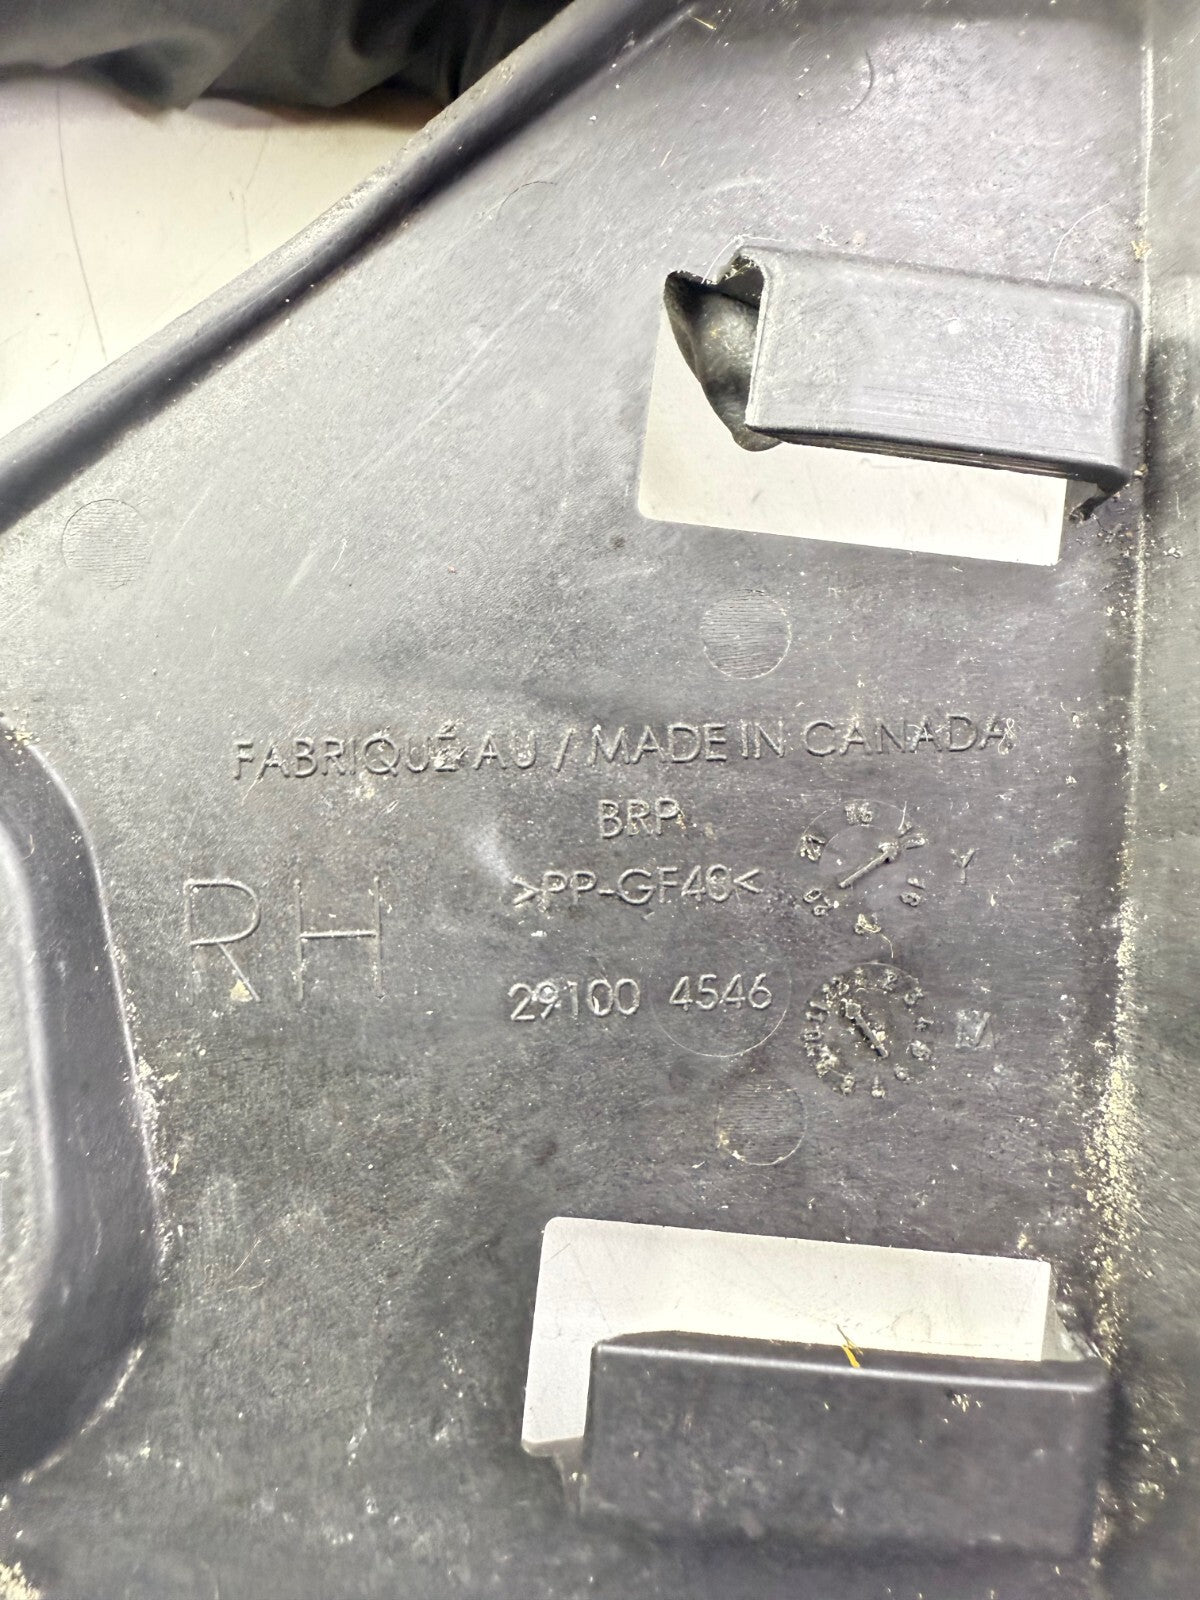 FABRIQUÉ AU / MADE IN CANADA
BRP
RH
>PP-GF40<
Y
29100 4546